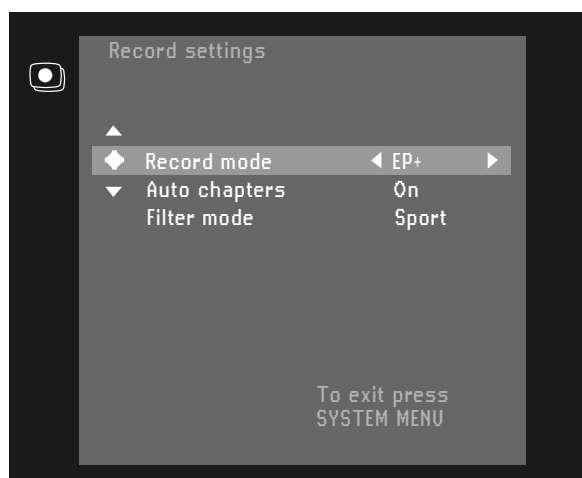 Record settings
Record mode EP+
Auto chapters On
Filter mode Sport
To exit press
SYSTEM MENU